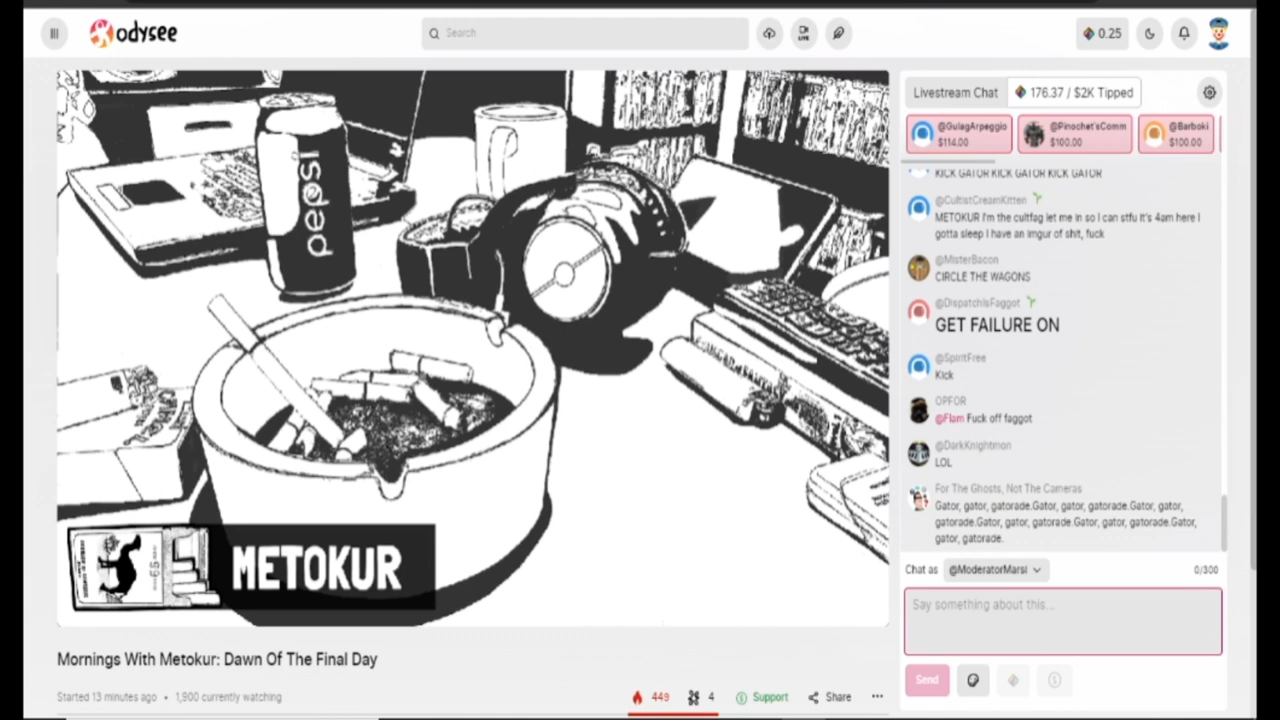 odysee
Search
LIVE
0.25
pepsi
METOKUR
Mornings With Metokur: Dawn Of The Final Day
Started 13 minutes ago • 1,900 currently watching
449
4
Support
Share
Livestream Chat
176.37 / $2K Tipped
@GulagArpeggio
$114.00
@Pinochet'sComm
$100.00
@Barboki
$100.00
KICK GATOR KICK GATOR KICK GATOR
@CultistCreamKitten
METOKUR I'm the cultfag let me in so I can stfu it's 4am here I
gotta sleep I have an imgur of shit, fuck
@MisterBacon
CIRCLE THE WAGONS
@DispatchIsFaggot
GET FAILURE ON
@SpiritFree
Kick
OPFOR
@Flam Fuck off faggot
@DarkKnightmon
LOL
For The Ghosts, Not The Cameras
Gator, gator, gatorade.Gator, gator, gatorade.Gator, gator,
gatorade.Gator, gator, gatorade.Gator, gator, gatorade.Gator,
gator, gatorade.
Chat as @ModeratorMarsl
0/300
Say something about this...
Send